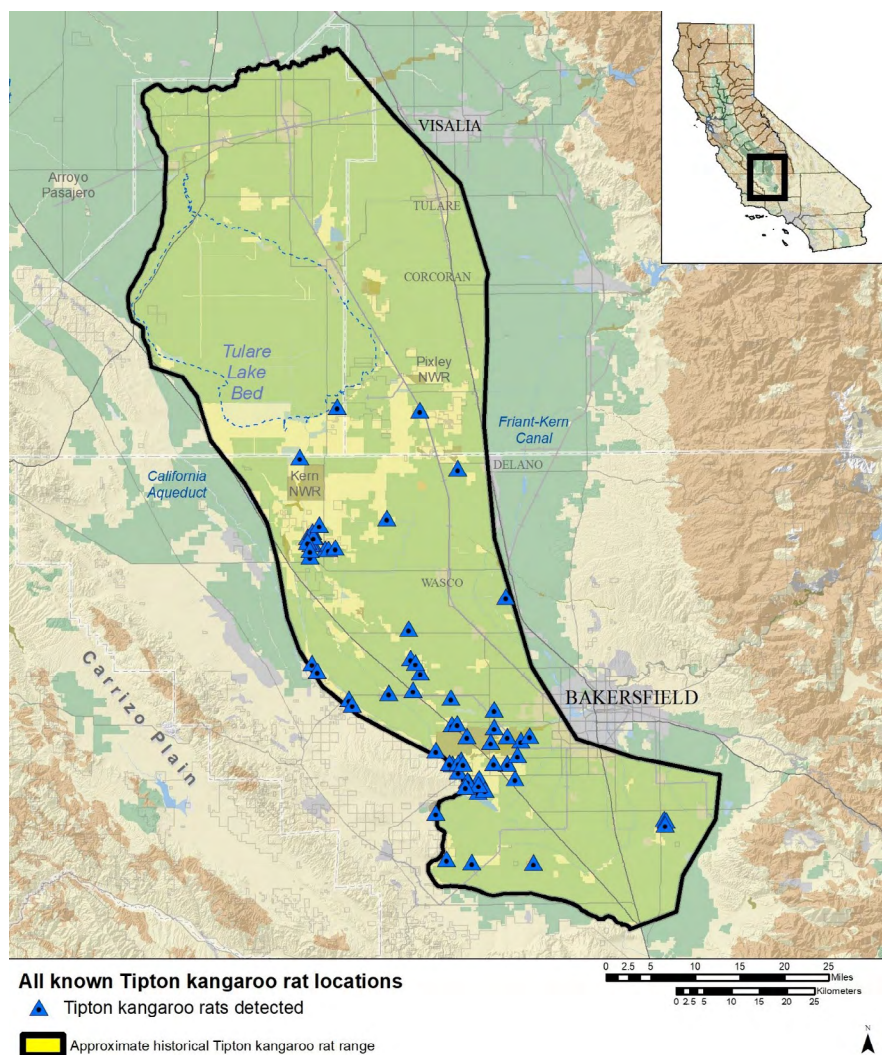 VISALIA
Arroyo
Pasajero
TULARE
CORCORAN
Tulare
Lake
Bed
Pixley
NWR
Friant-Kern
Canal
DELANO
California
Aqueduct
Kern
NWR
WASCO
Carrizo Plain
BAKERSFIELD
All known Tipton kangaroo rat locations
Tipton kangaroo rats detected
Approximate historical Tipton kangaroo rat range
0 2.5 5 10 15 20 25
Miles
Kilometers
0 2.5 5 10 15 20 25
N